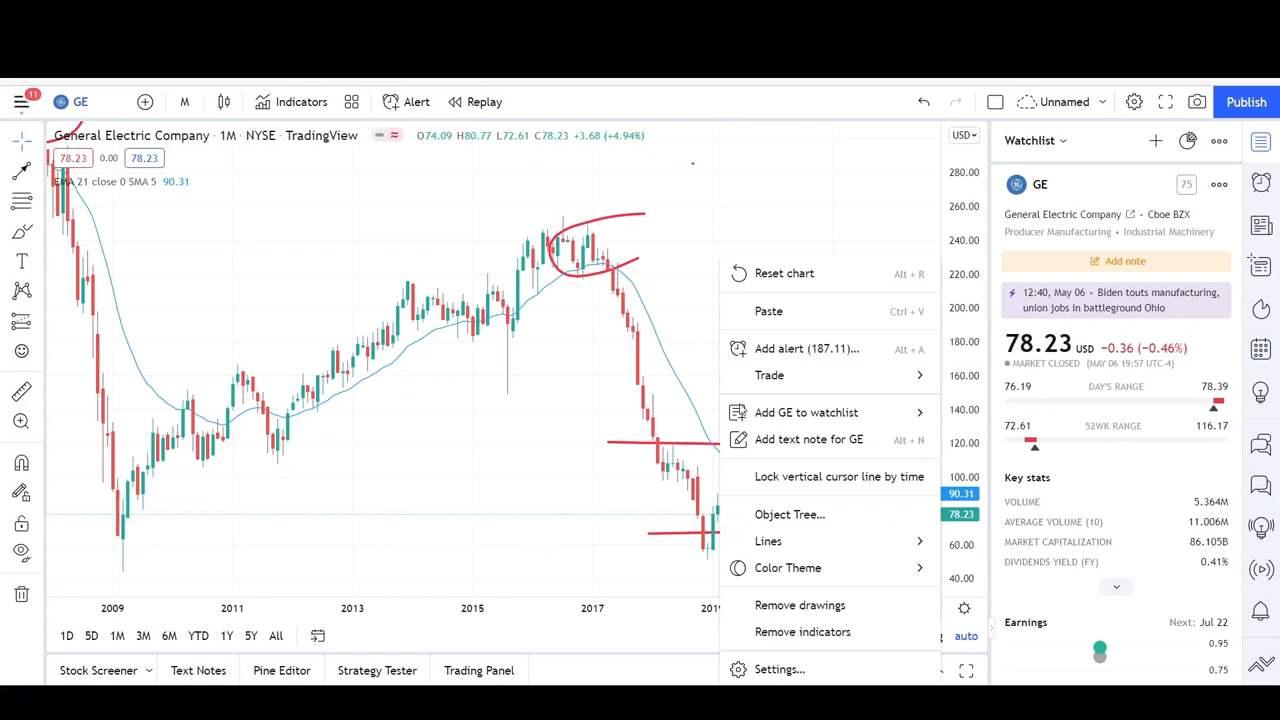 11
GE
M
Indicators
Alert
Replay
Unnamed
Publish
General Electric Company · 1M · NYSE · TradingView
O74.09 H80.77 L72.61 C78.23 +3.68 (+4.94%)
USD
78.23 0.00 78.23
EMA 21 close 0 SMA 5 90.31
280.00
260.00
240.00
220.00
200.00
180.00
160.00
140.00
120.00
100.00
90.31
78.23
60.00
40.00
Reset chart Alt + R
Paste Ctrl + V
Add alert (187.11)... Alt + A
Trade
Add GE to watchlist
Add text note for GE Alt + N
Lock vertical cursor line by time
Object Tree...
Lines
Color Theme
Remove drawings
Remove indicators
Settings...
2009 2011 2013 2015 2017 2019
1D 5D 1M 3M 6M YTD 1Y 5Y All
auto
Stock Screener Text Notes Pine Editor Strategy Tester Trading Panel
Watchlist
GE 75
General Electric Company • Cboe BZX
Producer Manufacturing • Industrial Machinery
Add note
12:40, May 06 • Biden touts manufacturing,
union jobs in battleground Ohio
78.23 USD −0.36 (−0.46%)
MARKET CLOSED (MAY 06 19:57 UTC-4)
76.19 DAY'S RANGE 78.39
72.61 52WK RANGE 116.17
Key stats
VOLUME 5.364M
AVERAGE VOLUME (10) 11.006M
MARKET CAPITALIZATION 86.105B
DIVIDENDS YIELD (FY) 0.41%
Earnings Next: Jul 22
0.95
0.75